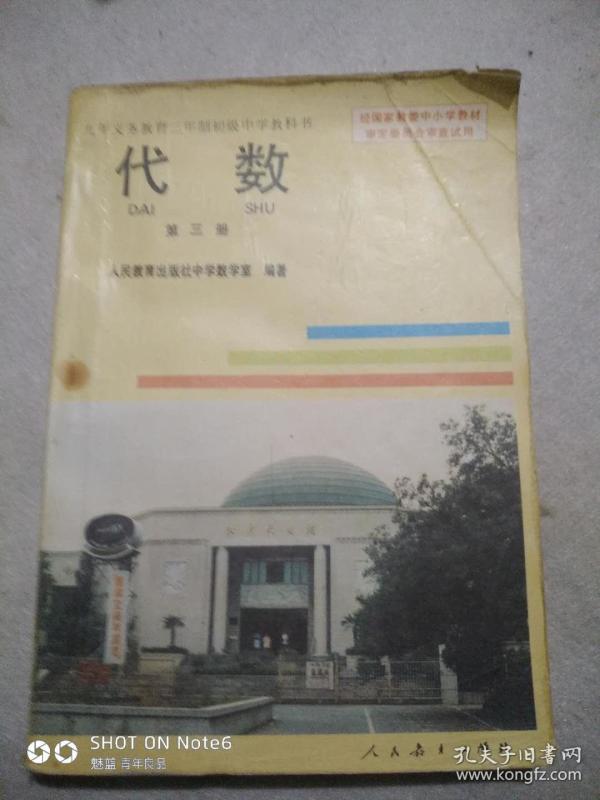 九年义务教育三年制初级中学教科书
经国家教委中小学教材
审定委员会审查试用
代 数
DAI SHU
第三册
人民教育出版社中学数学室 编著
北京天文馆
人民教育出版社
SHOT ON Note6
魅蓝 青年良品
孔夫子旧书网
www.kongfz.com